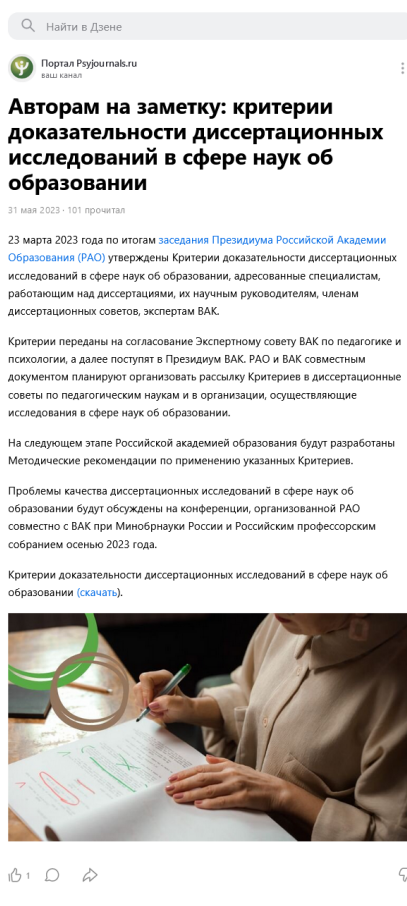 Найти в Дзене
Портал Psyjournals.ru
ваш канал
Авторам на заметку: критерии
доказательности диссертационных
исследований в сфере наук об
образовании
31 мая 2023 · 101 прочитал
23 марта 2023 года по итогам заседания Президиума Российской Академии
Образования (РАО) утверждены Критерии доказательности диссертационных
исследований в сфере наук об образовании, адресованные специалистам,
работающим над диссертациями, их научным руководителям, членам
диссертационных советов, экспертам ВАК.
Критерии переданы на согласование Экспертному совету ВАК по педагогике и
психологии, а далее поступят в Президиум ВАК. РАО и ВАК совместным
документом планируют организовать рассылку Критериев в диссертационные
советы по педагогическим наукам и в организации, осуществляющие
исследования в сфере наук об образовании.
На следующем этапе Российской академией образования будут разработаны
Методические рекомендации по применению указанных Критериев.
Проблемы качества диссертационных исследований в сфере наук об
образовании будут обсуждены на конференции, организованной РАО
совместно с ВАК при Минобрнауки России и Российским профессорским
собранием осенью 2023 года.
Критерии доказательности диссертационных исследований в сфере наук об
образовании (скачать).
1